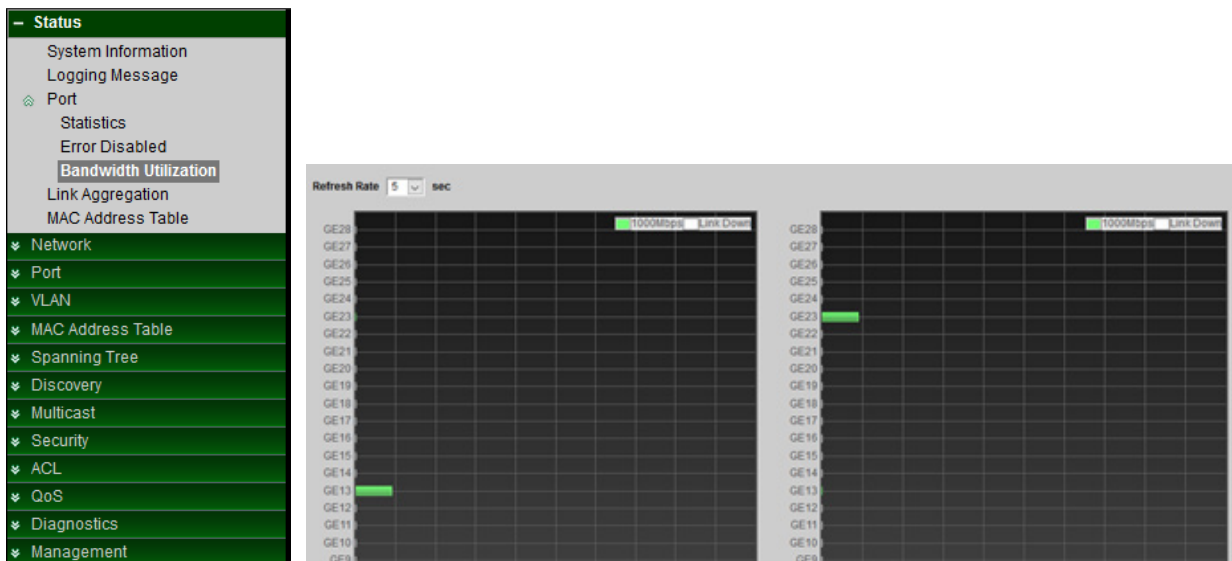 – Status
System Information
Logging Message
Port
Statistics
Error Disabled
Bandwidth Utilization
Link Aggregation
MAC Address Table
Network
Port
VLAN
MAC Address Table
Spanning Tree
Discovery
Multicast
Security
ACL
QoS
Diagnostics
Management
Refresh Rate 5 sec
1000Mbps Link Down
GE28
GE27
GE26
GE25
GE24
GE23
GE22
GE21
GE20
GE19
GE18
GE17
GE16
GE15
GE14
GE13
GE12
GE11
GE10
GE9
1000Mbps Link Down
GE28
GE27
GE26
GE25
GE24
GE23
GE22
GE21
GE20
GE19
GE18
GE17
GE16
GE15
GE14
GE13
GE12
GE11
GE10
GE9